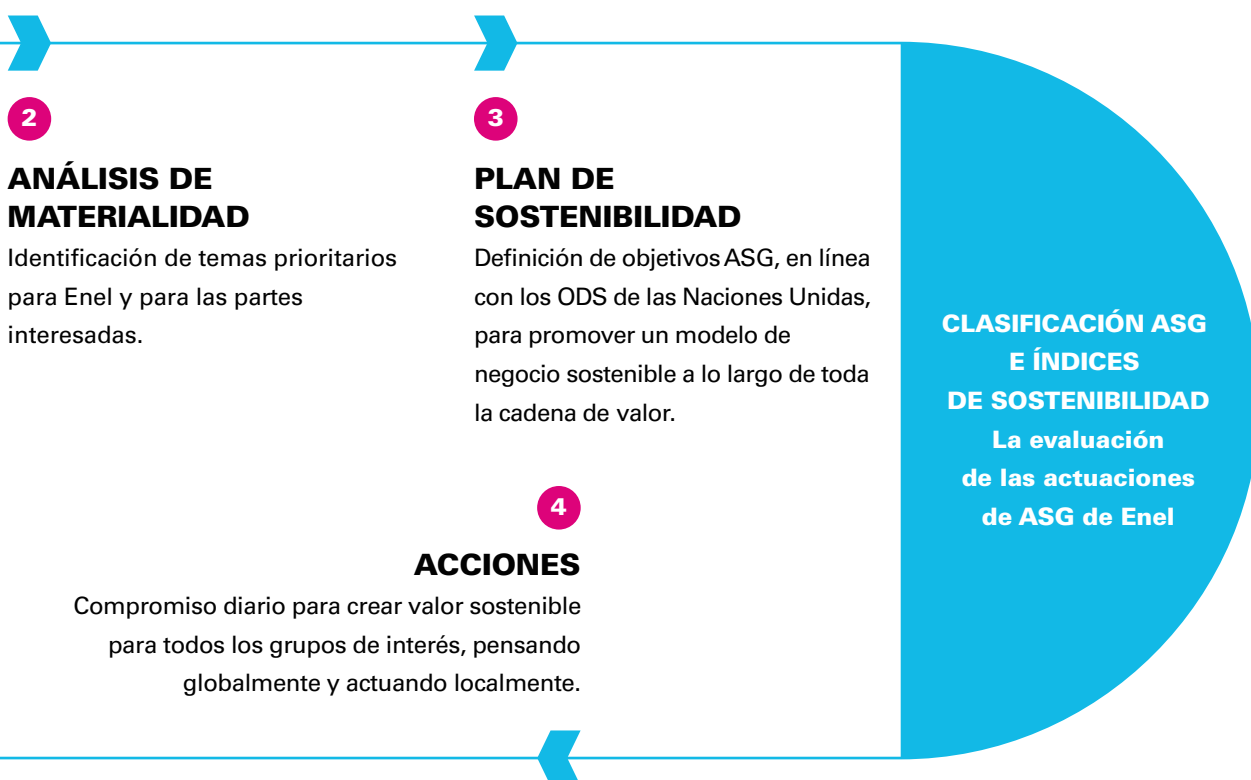 2
ANÁLISIS DE
MATERIALIDAD
Identificación de temas prioritarios
para Enel y para las partes
interesadas.
3
PLAN DE
SOSTENIBILIDAD
Definición de objetivos ASG, en línea
con los ODS de las Naciones Unidas,
para promover un modelo de
negocio sostenible a lo largo de toda
la cadena de valor.
CLASIFICACIÓN ASG
E ÍNDICES
DE SOSTENIBILIDAD
La evaluación
de las actuaciones
de ASG de Enel
4
ACCIONES
Compromiso diario para crear valor sostenible
para todos los grupos de interés, pensando
globalmente y actuando localmente.